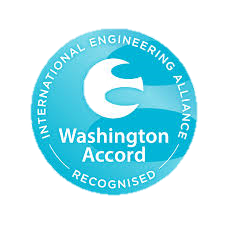 INTERNATIONAL ENGINEERING ALLIANCE
Washington
Accord
RECOGNISED